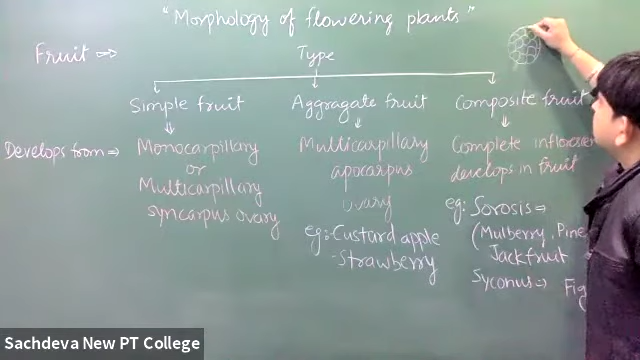 "Morphology of flowering plants"
Fruit ⇒
Type
Simple fruit
Aggragate fruit
Composite fruit
Develops from ⇒
Monocarpillary
or
Multicarpillary
syncarpus ovary
Multicarpillary
apocarpus
ovary
eg:- Custard apple
- Strawberry
Complete
develops in fruit
eg: Sorosis ⇒
(Mulberry, Pine
Jackfruit
Syconus ⇒ Fig
Sachdeva New PT College